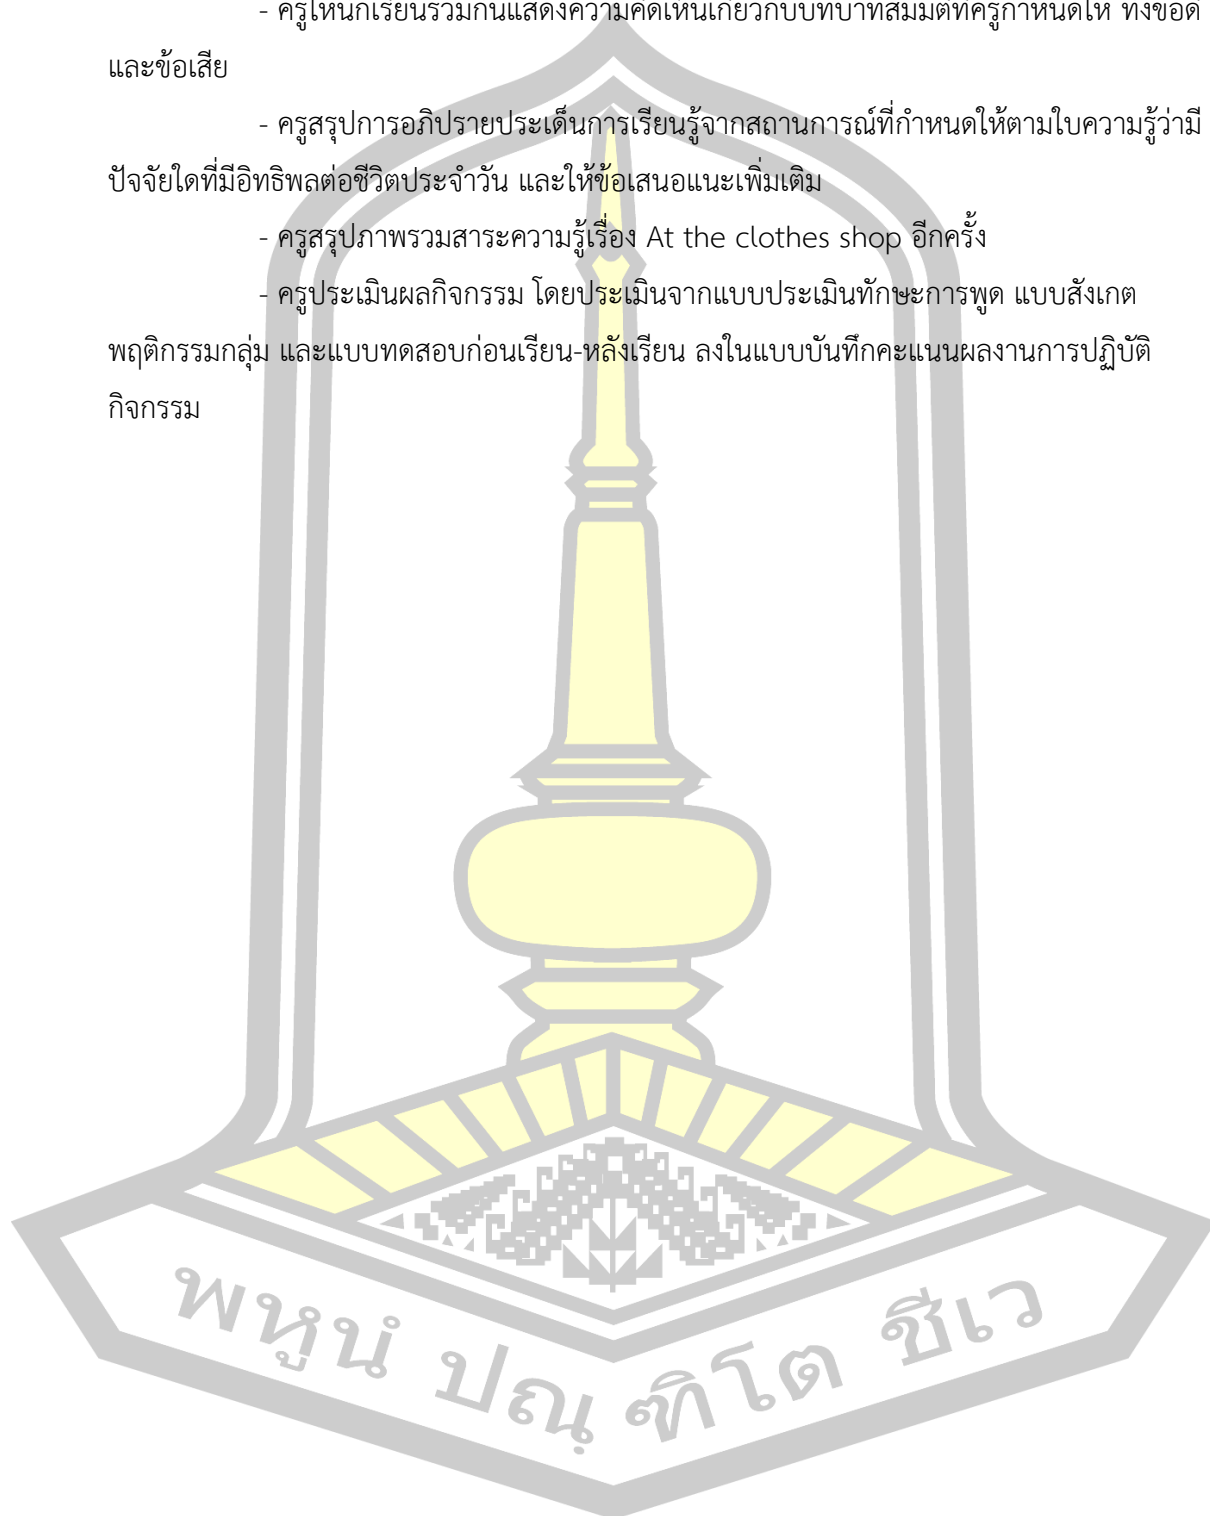 - ครูให้นักเรียนร่วมกันแสดงความคิดเห็นเกี่ยวกับบทบาทสมมติที่ครูกำหนดให้ ทั้งข้อดี
และข้อเสีย
- ครูสรุปการอภิปรายประเด็นการเรียนรู้จากสถานการณ์ที่กำหนดให้ตามใบความรู้ว่ามี
ปัจจัยใดที่มีอิทธิพลต่อชีวิตประจำวัน และให้ข้อเสนอแนะเพิ่มเติม
- ครูสรุปภาพรวมสาระความรู้เรื่อง At the clothes shop อีกครั้ง
- ครูประเมินผลกิจกรรม โดยประเมินจากแบบประเมินทักษะการพูด แบบสังเกต
พฤติกรรมกลุ่ม และแบบทดสอบก่อนเรียน-หลังเรียน ลงในแบบบันทึกคะแนนผลงานการปฏิบัติ
กิจกรรม
พหูนํ ปณฺฑิโต ชีเว